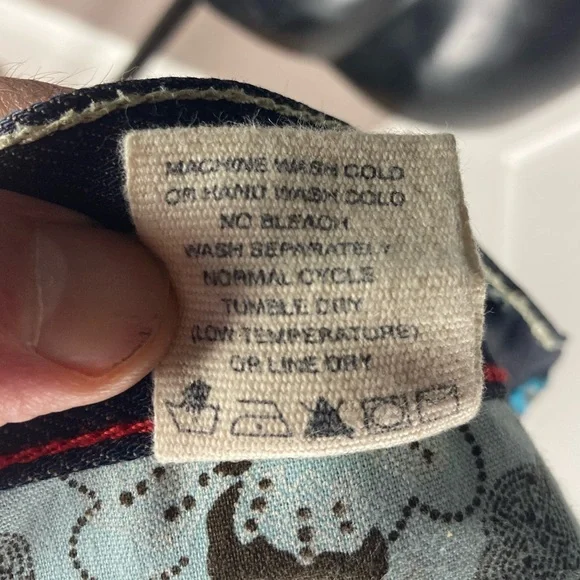 MACHINE WASH COLD
OR HAND WASH COLD
NO BLEACH
WASH SEPARATELY
NORMAL CYCLE
TUMBLE DRY
(LOW TEMPERATURE)
OR LINE DRY